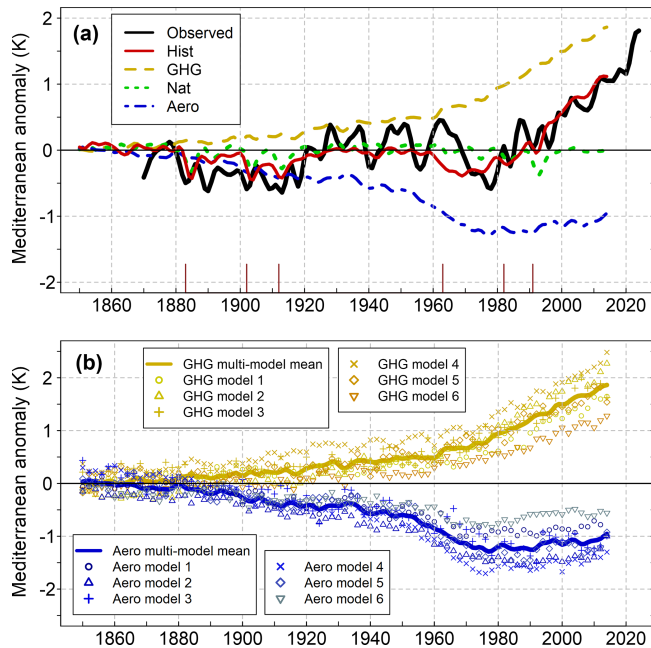 (a)
Observed
Hist
GHG
Nat
Aero
Mediterranean anomaly (K)
2
1
0
-1
-2
1860 1880 1900 1920 1940 1960 1980 2000 2020
(b)
GHG multi-model mean
GHG model 1
GHG model 2
GHG model 3
GHG model 4
GHG model 5
GHG model 6
Mediterranean anomaly (K)
2
1
0
-1
-2
Aero multi-model mean
Aero model 1
Aero model 2
Aero model 3
Aero model 4
Aero model 5
Aero model 6
1860 1880 1900 1920 1940 1960 1980 2000 2020